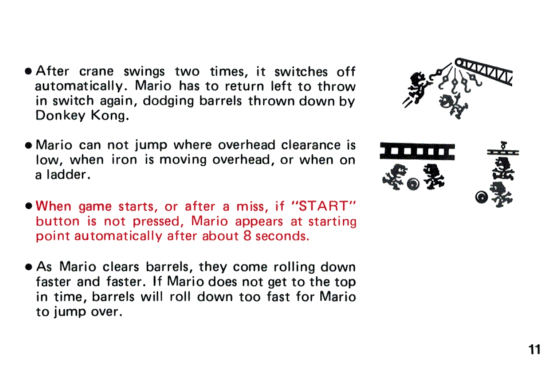 ● After crane swings two times, it switches off
automatically. Mario has to return left to throw
in switch again, dodging barrels thrown down by
Donkey Kong.
● Mario can not jump where overhead clearance is
low, when iron is moving overhead, or when on
a ladder.
● When game starts, or after a miss, if "START"
button is not pressed, Mario appears at starting
point automatically after about 8 seconds.
● As Mario clears barrels, they come rolling down
faster and faster. If Mario does not get to the top
in time, barrels will roll down too fast for Mario
to jump over.
11